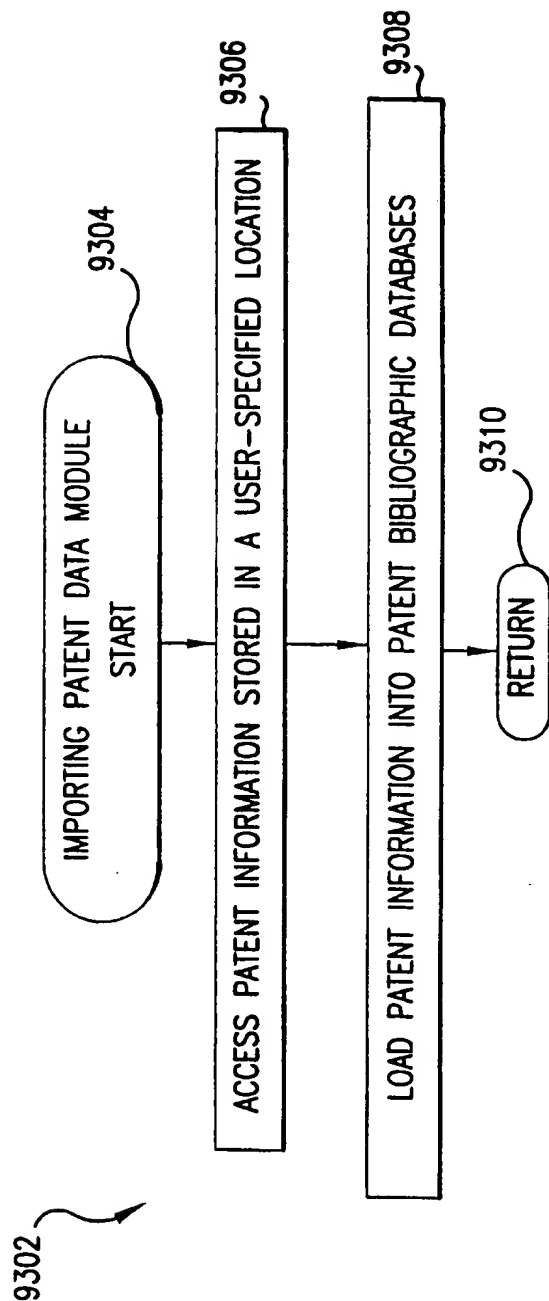 9302
IMPORTING PATENT DATA MODULE
START
9304
ACCESS PATENT INFORMATION STORED IN A USER-SPECIFIED LOCATION
9306
LOAD PATENT INFORMATION INTO PATENT BIBLIOGRAPHIC DATABASES
9308
RETURN
9310